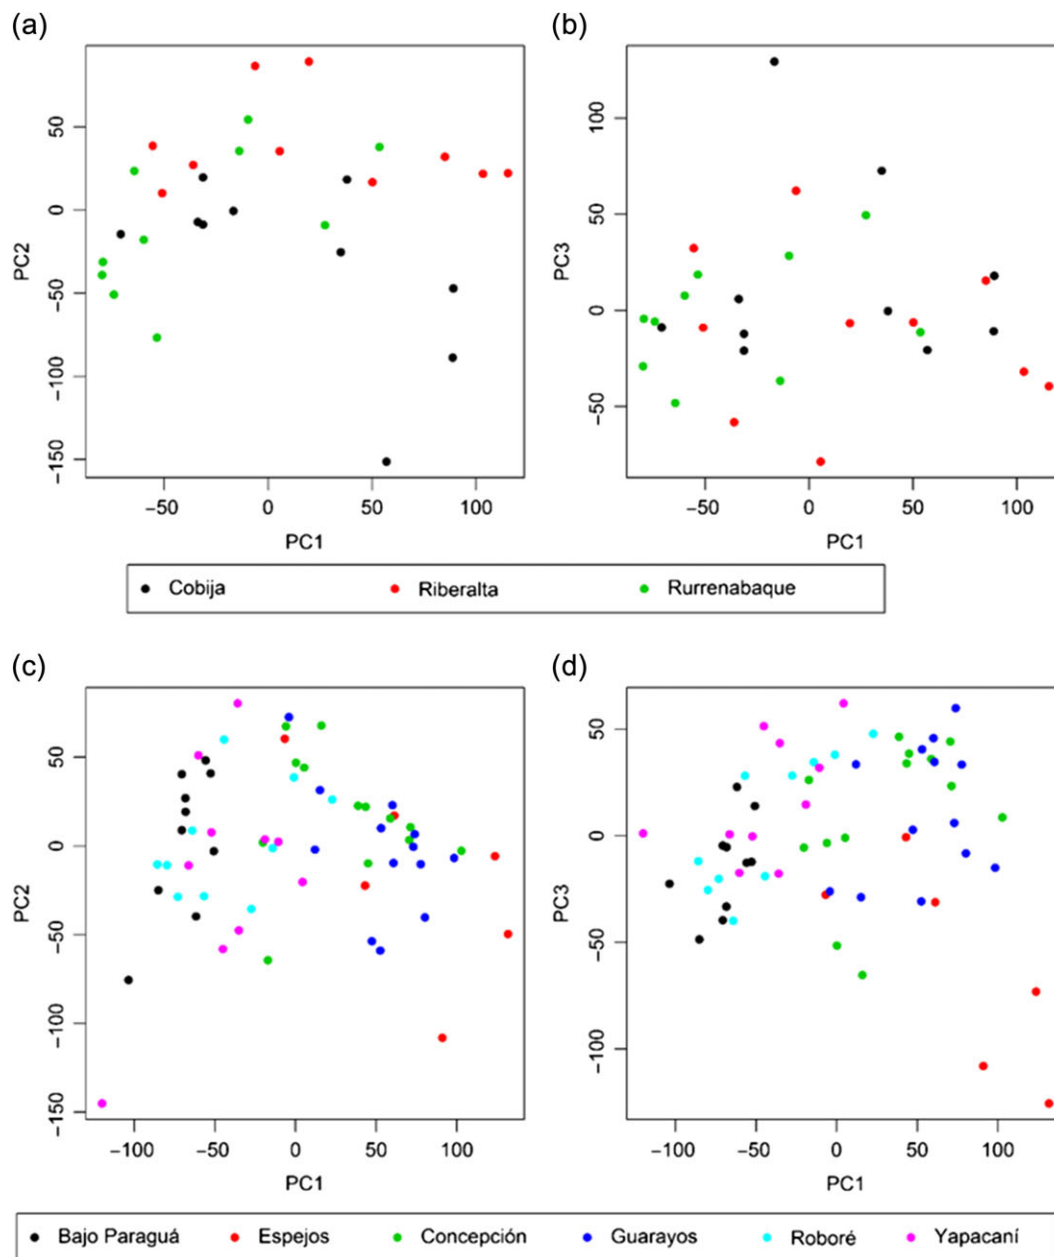 (a)
50
0
−50
−100
−150
PC2
−50 0 50 100
PC1
(b)
100
50
0
−50
PC3
−50 0 50 100
PC1
Cobija Riberalta Rurrenabaque
(c)
50
0
−50
−100
−150
PC2
−100 −50 0 50 100
PC1
(d)
50
0
−50
−100
PC3
−100 −50 0 50 100
PC1
Bajo Paraguá Espejos Concepción Guarayos Roboré Yapacaní